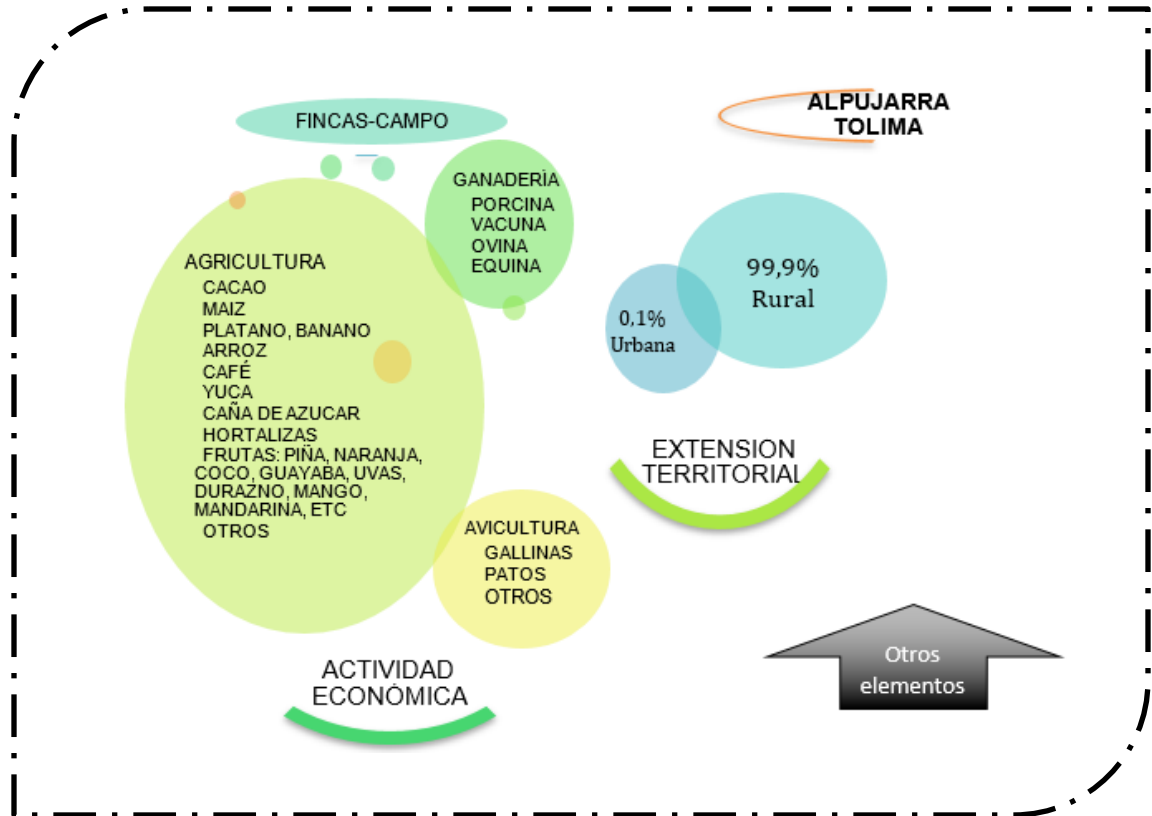 FINCAS-CAMPO
GANADERÌA
PORCINA
VACUNA
OVINA
EQUINA
AGRICULTURA
CACAO
MAIZ
PLATANO, BANANO
ARROZ
CAFÉ
YUCA
CAÑA DE AZUCAR
HORTALIZAS
FRUTAS: PIÑA, NARANJA,
COCO, GUAYABA, UVAS,
DURAZNO, MANGO,
MANDARINA, ETC
OTROS
AVICULTURA
GALLINAS
PATOS
OTROS
ACTIVIDAD
ECONÓMICA
ALPUJARRA
TOLIMA
99,9%
Rural
0,1%
Urbana
EXTENSION
TERRITORIAL
Otros
elementos